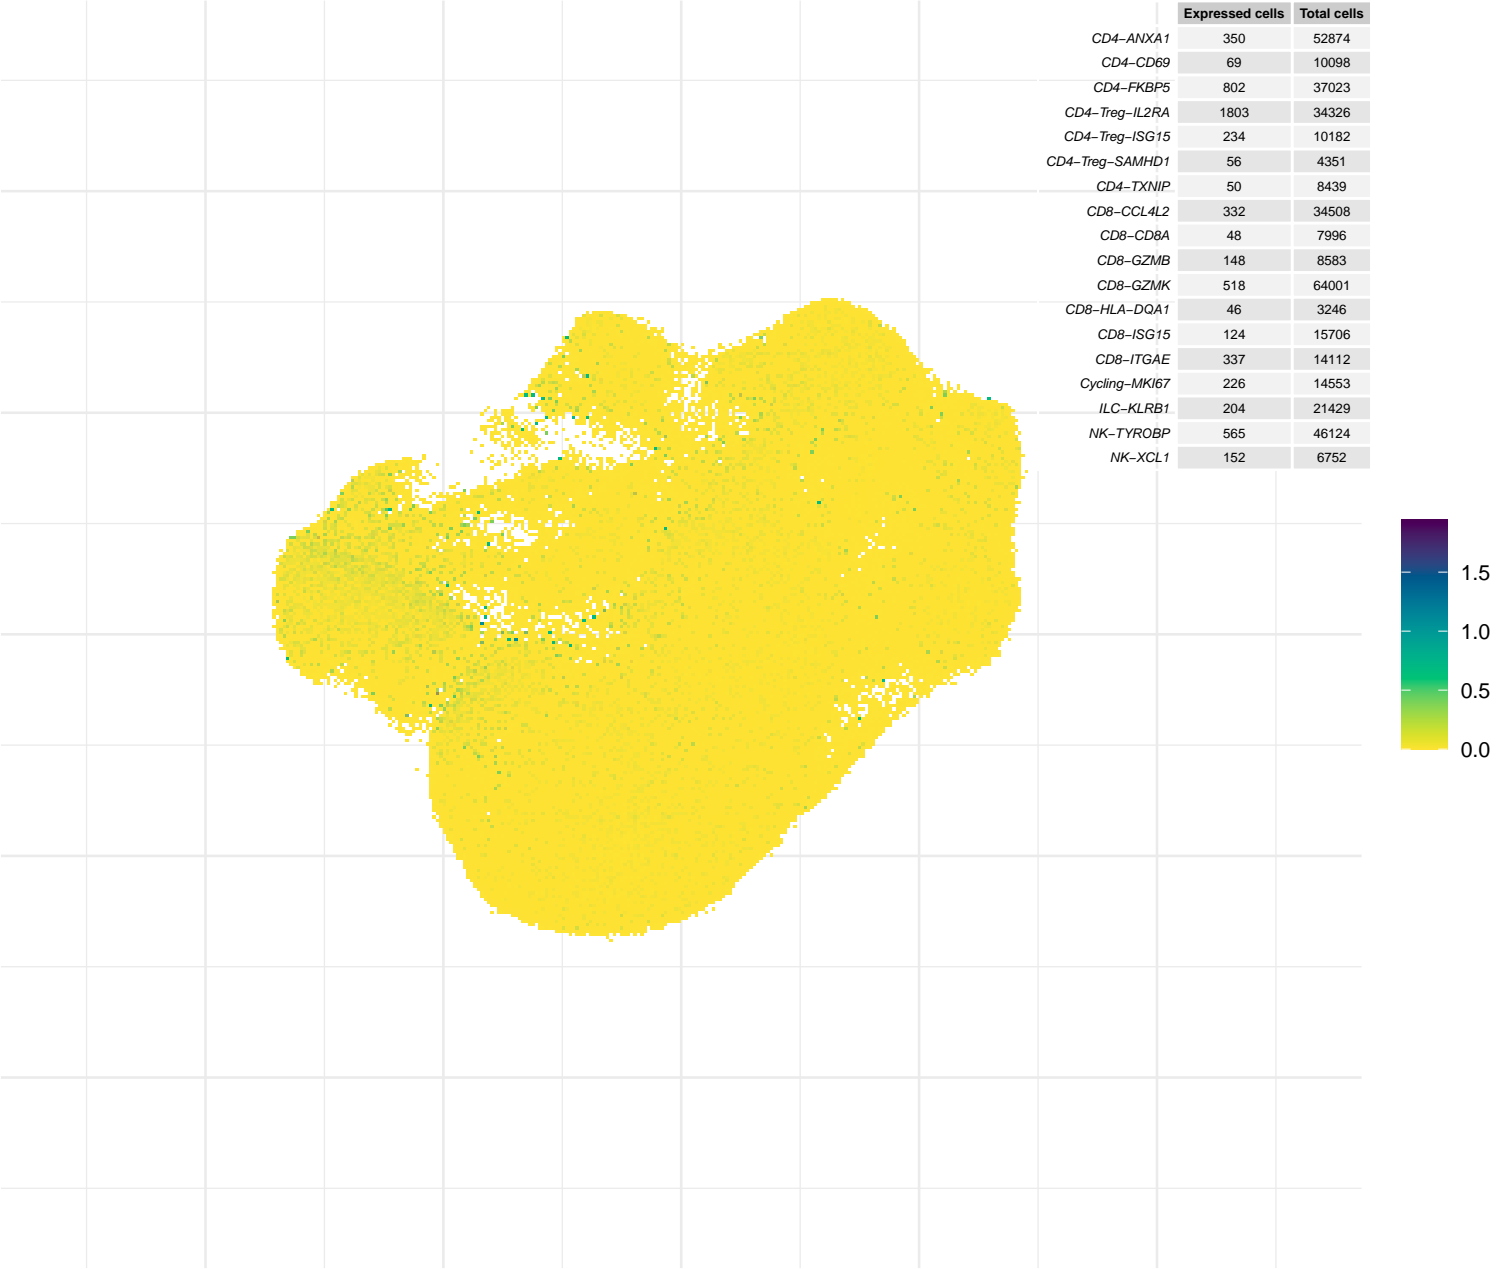 Expressed cells Total cells
CD4−ANXA1 350 52874
CD4−CD69 69 10098
CD4−FKBP5 802 37023
CD4−Treg−IL2RA 1803 34326
CD4−Treg−ISG15 234 10182
CD4−Treg−SAMHD1 56 4351
CD4−TXNIP 50 8439
CD8−CCL4L2 332 34508
CD8−CD8A 48 7996
CD8−GZMB 148 8583
CD8−GZMK 518 64001
CD8−HLA−DQA1 46 3246
CD8−ISG15 124 15706
CD8−ITGAE 337 14112
Cycling−MKI67 226 14553
ILC−KLRB1 204 21429
NK−TYROBP 565 46124
NK−XCL1 152 6752
1.5
1.0
0.5
0.0